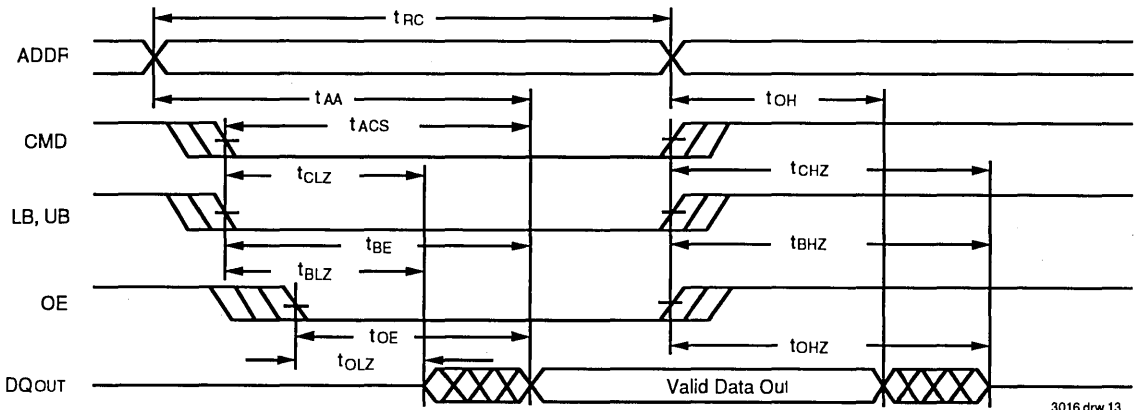 tRC
ADDR
tAA
tOH
tACS
CMD
tCLZ
tCHZ
LB, UB
tBE
tBHZ
tBLZ
OE
tOE
tOHZ
tOLZ
DQOUT
Valid Data Out
3016 drw 13